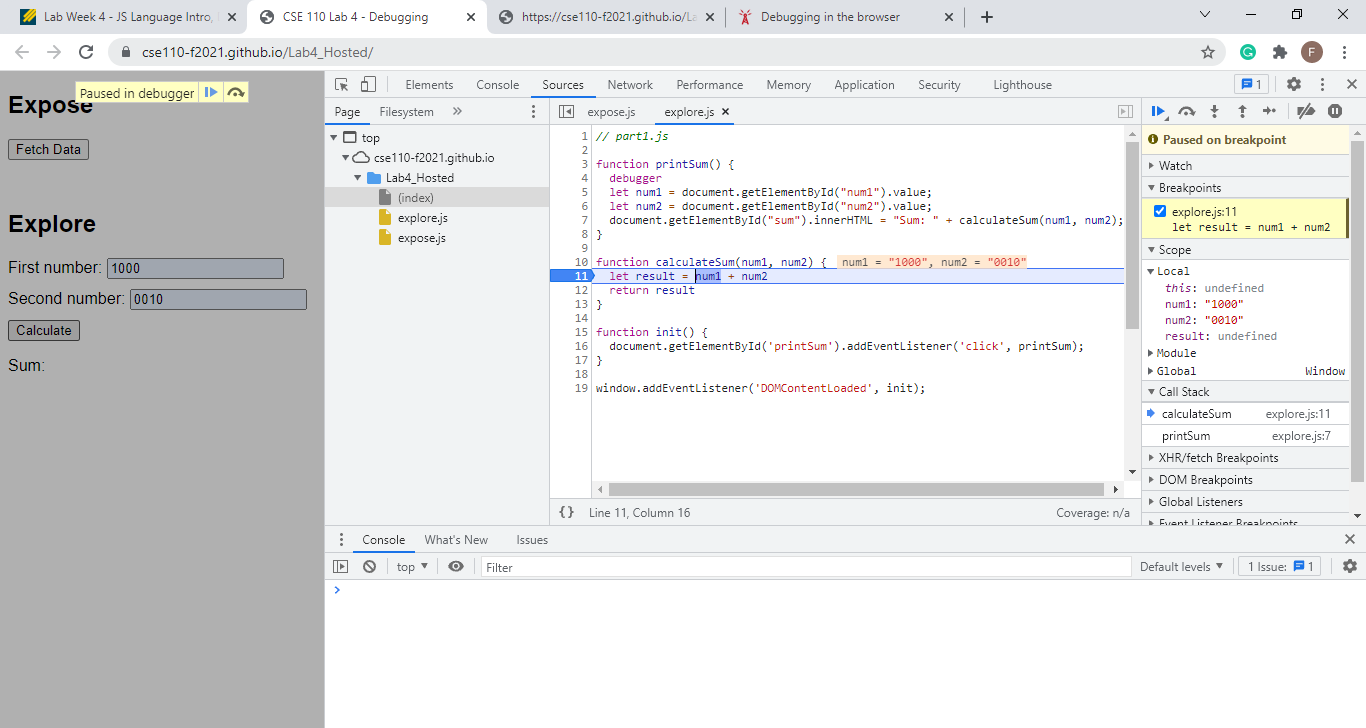 Lab Week 4 - JS Language Intro,
CSE 110 Lab 4 - Debugging
https://cse110-f2021.github.io/La
Debugging in the browser
cse110-f2021.github.io/Lab4_Hosted/
F
Paused in debugger
Expose
Fetch Data
Explore
First number: 1000
Second number: 0010
Calculate
Sum:
Elements Console Sources Network Performance Memory Application Security Lighthouse 1
Page Filesystem »
top
cse110-f2021.github.io
Lab4_Hosted
(index)
explore.js
expose.js
expose.js explore.js
1 // part1.js
2
3 function printSum() {
4 debugger
5 let num1 = document.getElementById("num1").value;
6 let num2 = document.getElementById("num2").value;
7 document.getElementById("sum").innerHTML = "Sum: " + calculateSum(num1, num2);
8 }
9
10 function calculateSum(num1, num2) { num1 = "1000", num2 = "0010"
11 let result = num1 + num2
12 return result
13 }
14
15 function init() {
16 document.getElementById('printSum').addEventListener('click', printSum);
17 }
18
19 window.addEventListener('DOMContentLoaded', init);
{} Line 11, Column 16 Coverage: n/a
Paused on breakpoint
Watch
Breakpoints
explore.js:11
let result = num1 + num2
Scope
Local
this: undefined
num1: "1000"
num2: "0010"
result: undefined
Module
Global Window
Call Stack
calculateSum explore.js:11
printSum explore.js:7
XHR/fetch Breakpoints
DOM Breakpoints
Global Listeners
Event Listener Breakpoints
Console What's New Issues
top Filter Default levels 1 Issue: 1